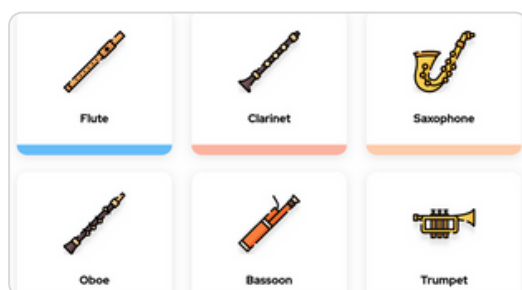 Flute
Clarinet
Saxophone
Oboe
Bassoon
Trumpet